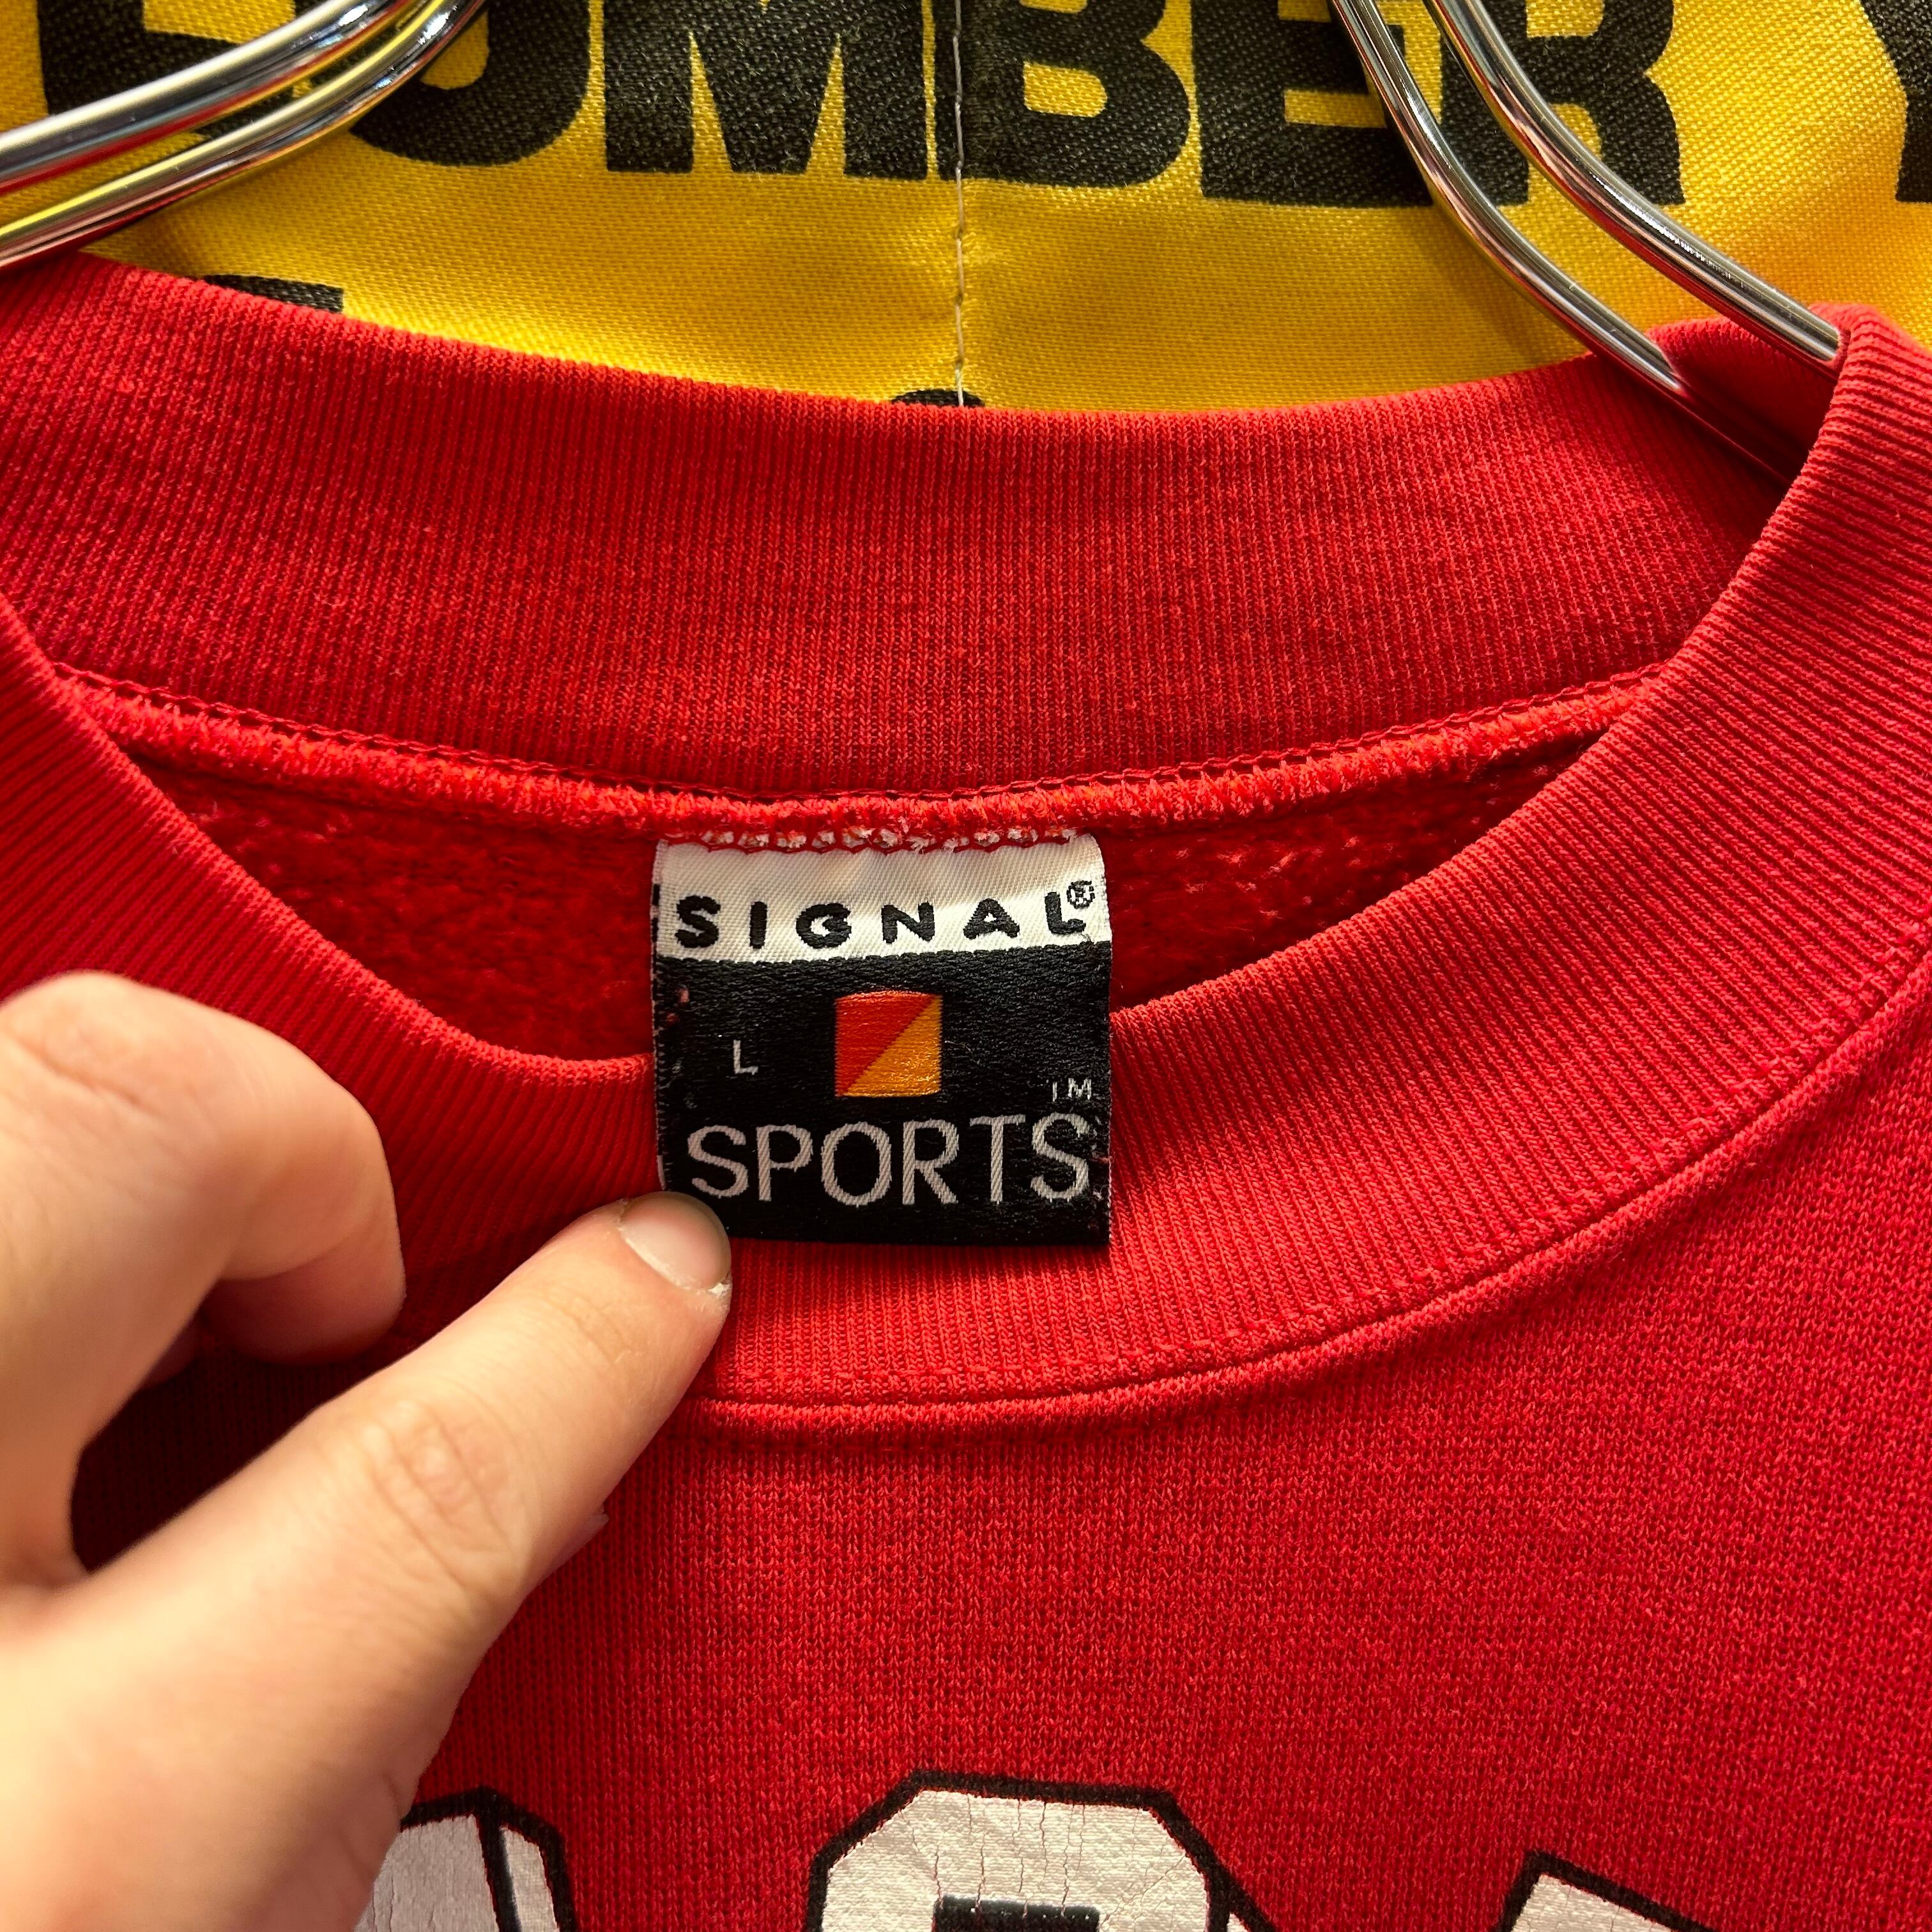 UMBER Y
SIGNAL®
L
™
SPORTS